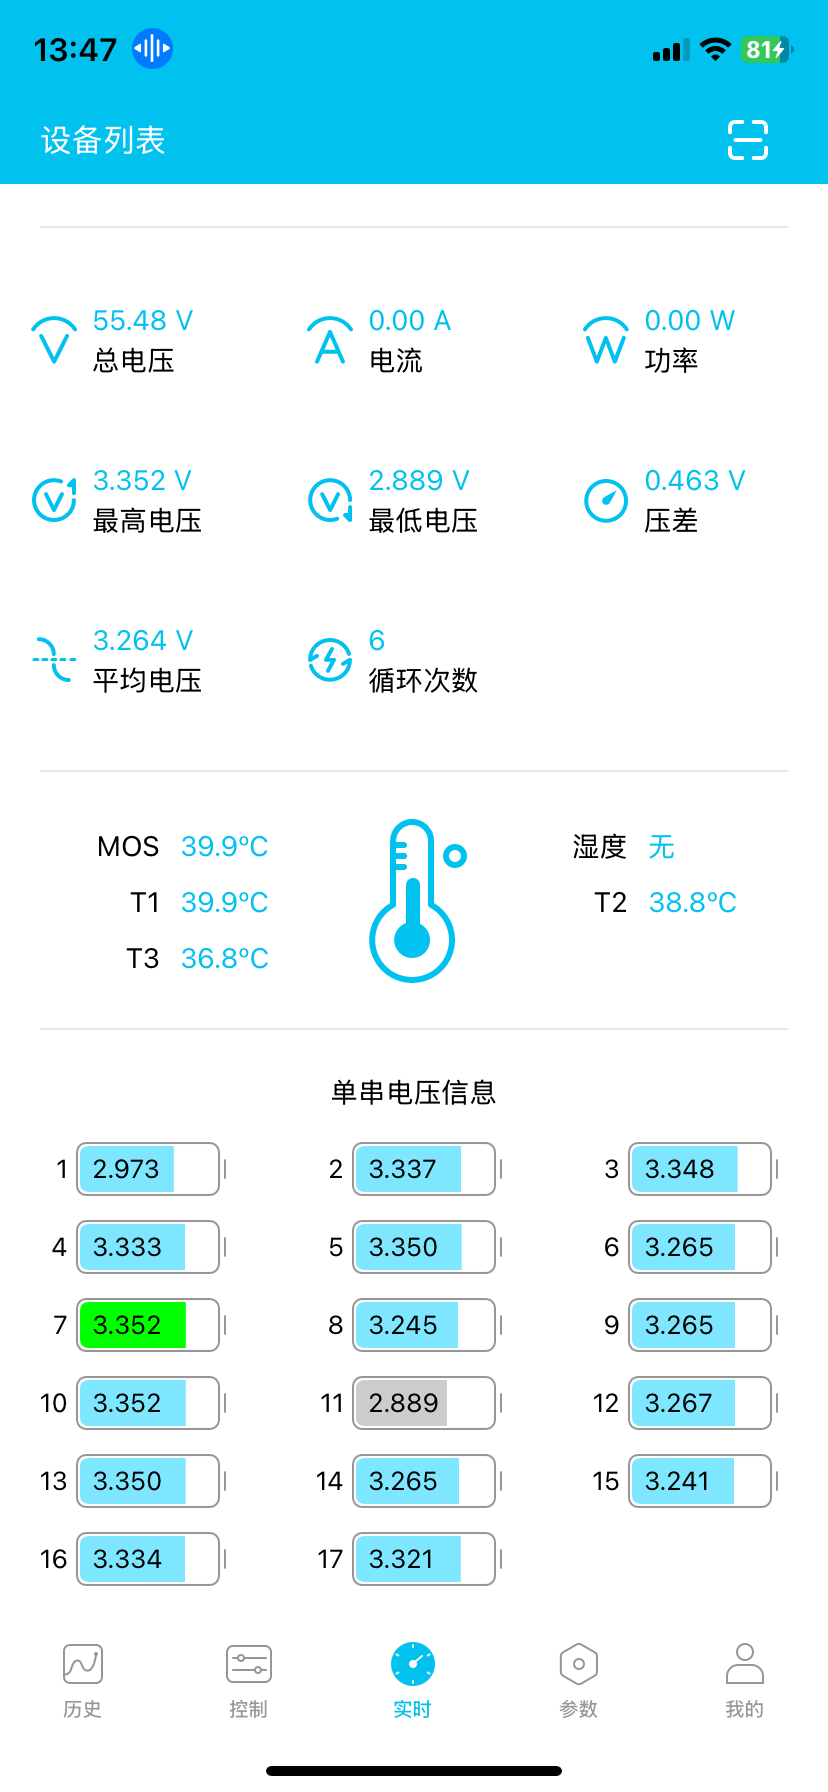 13:47
81
设备列表
55.48 V 0.00 A 0.00 W
总电压 电流 功率
3.352 V 2.889 V 0.463 V
最高电压 最低电压 压差
3.264 V 6
平均电压 循环次数
MOS 39.9℃ 湿度 无
T1 39.9℃ T2 38.8℃
T3 36.8℃
单串电压信息
1 2.973 2 3.337 3 3.348
4 3.333 5 3.350 6 3.265
7 3.352 8 3.245 9 3.265
10 3.352 11 2.889 12 3.267
13 3.350 14 3.265 15 3.241
16 3.334 17 3.321
历史 控制 实时 参数 我的